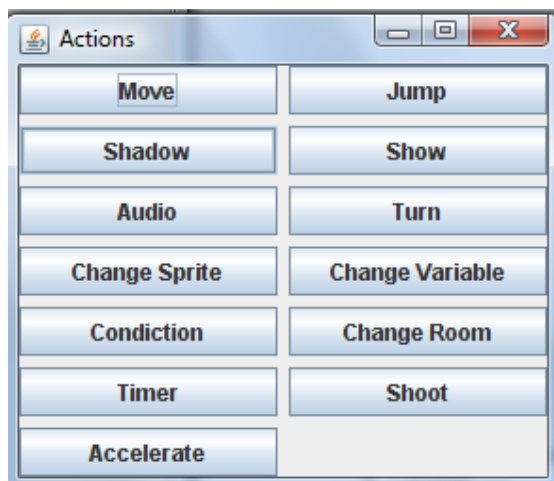 Actions
Move
Jump
Shadow
Show
Audio
Turn
Change Sprite
Change Variable
Condiction
Change Room
Timer
Shoot
Accelerate